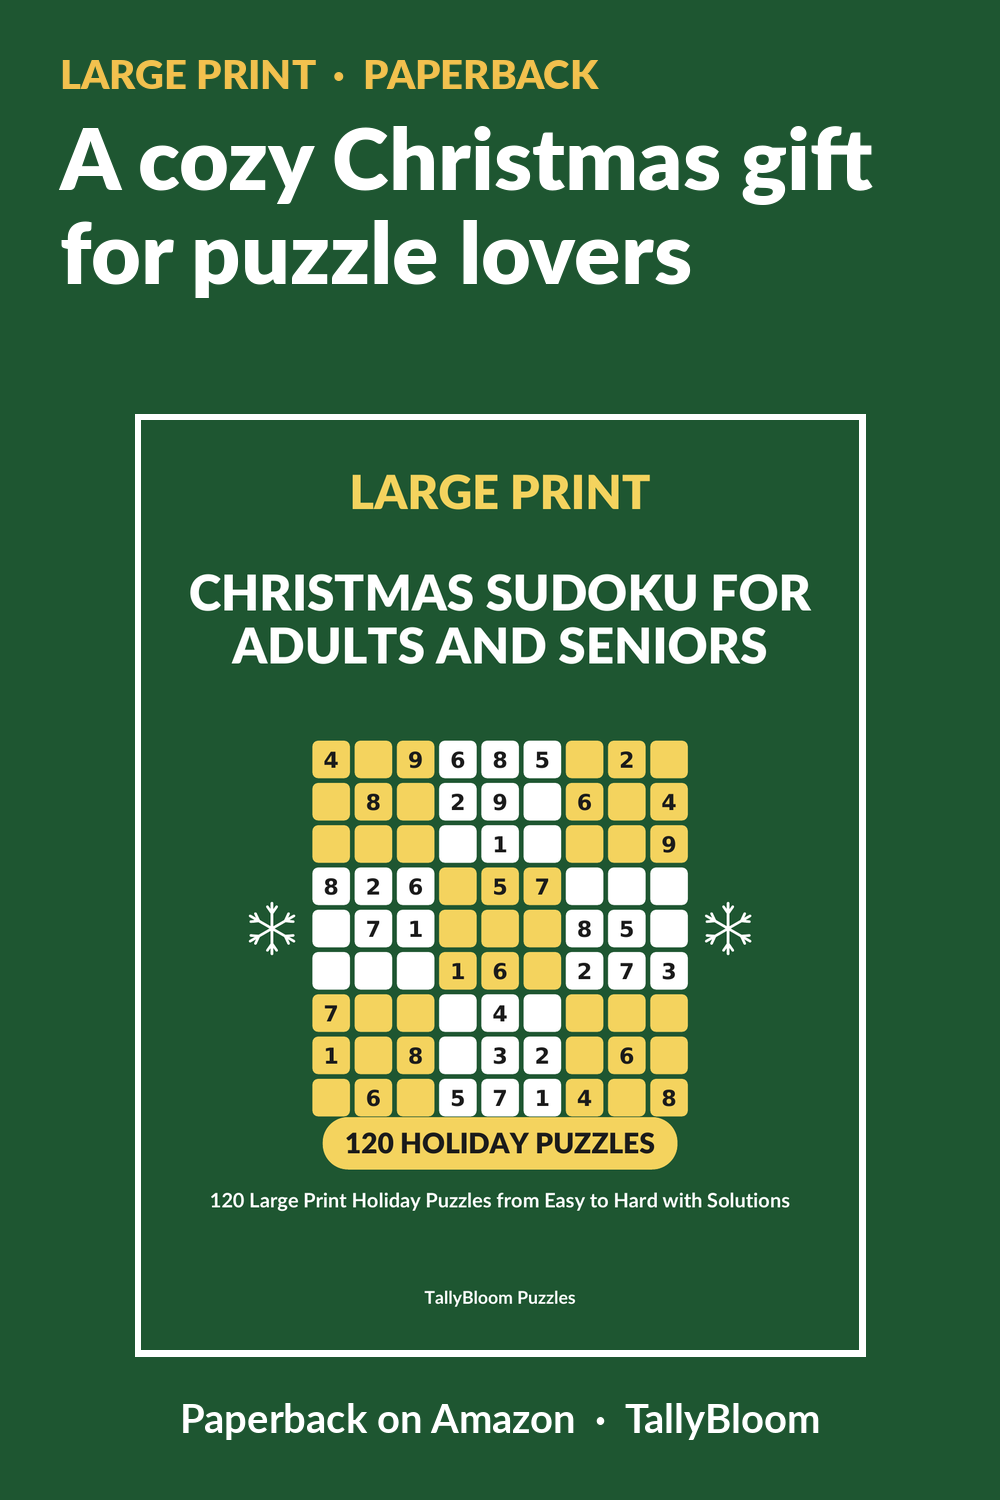 LARGE PRINT · PAPERBACK
A cozy Christmas gift
for puzzle lovers
LARGE PRINT
CHRISTMAS SUDOKU FOR
ADULTS AND SENIORS
4 9 6 8 5 2
8 2 9 6 4
1 9
8 2 6 5 7
7 1 8 5
1 6 2 7 3
7 4
1 8 3 2 6
6 5 7 1 4 8
120 HOLIDAY PUZZLES
120 Large Print Holiday Puzzles from Easy to Hard with Solutions
TallyBloom Puzzles
Paperback on Amazon · TallyBloom